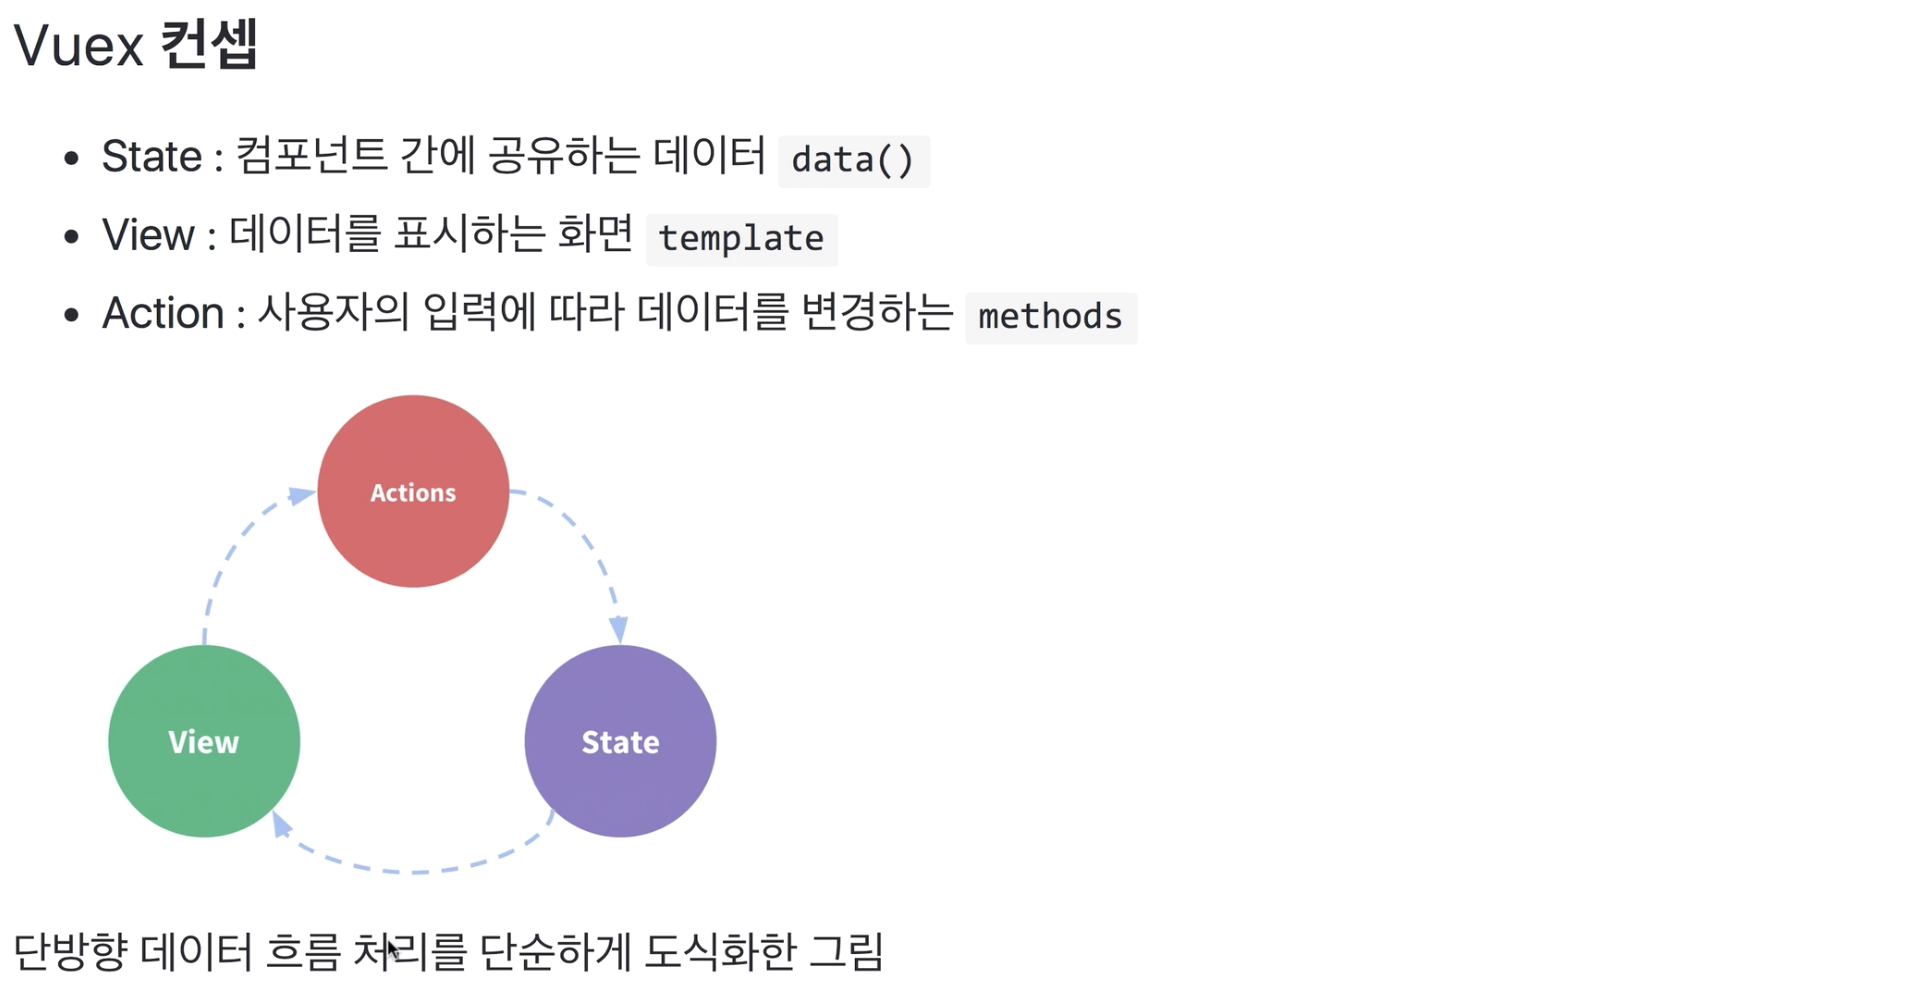 Vuex 컨셉
State : 컴포넌트 간에 공유하는 데이터 data()
View : 데이터를 표시하는 화면 template
Action : 사용자의 입력에 따라 데이터를 변경하는 methods
Actions
View
State
단방향 데이터 흐름 처리를 단순하게 도식화한 그림